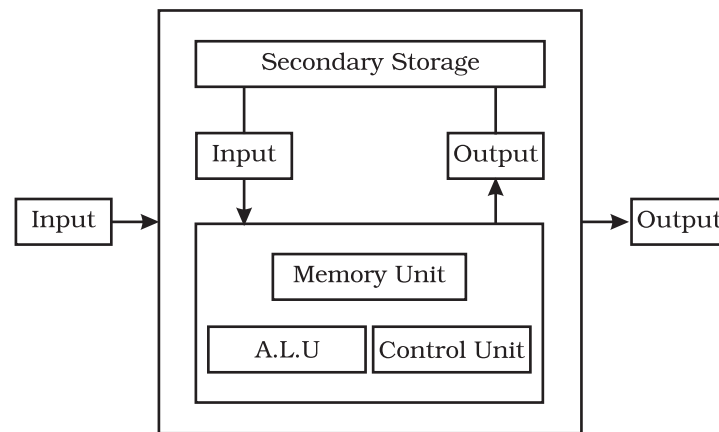 Secondary Storage
Input
Output
Input
Output
Memory Unit
A.L.U
Control Unit